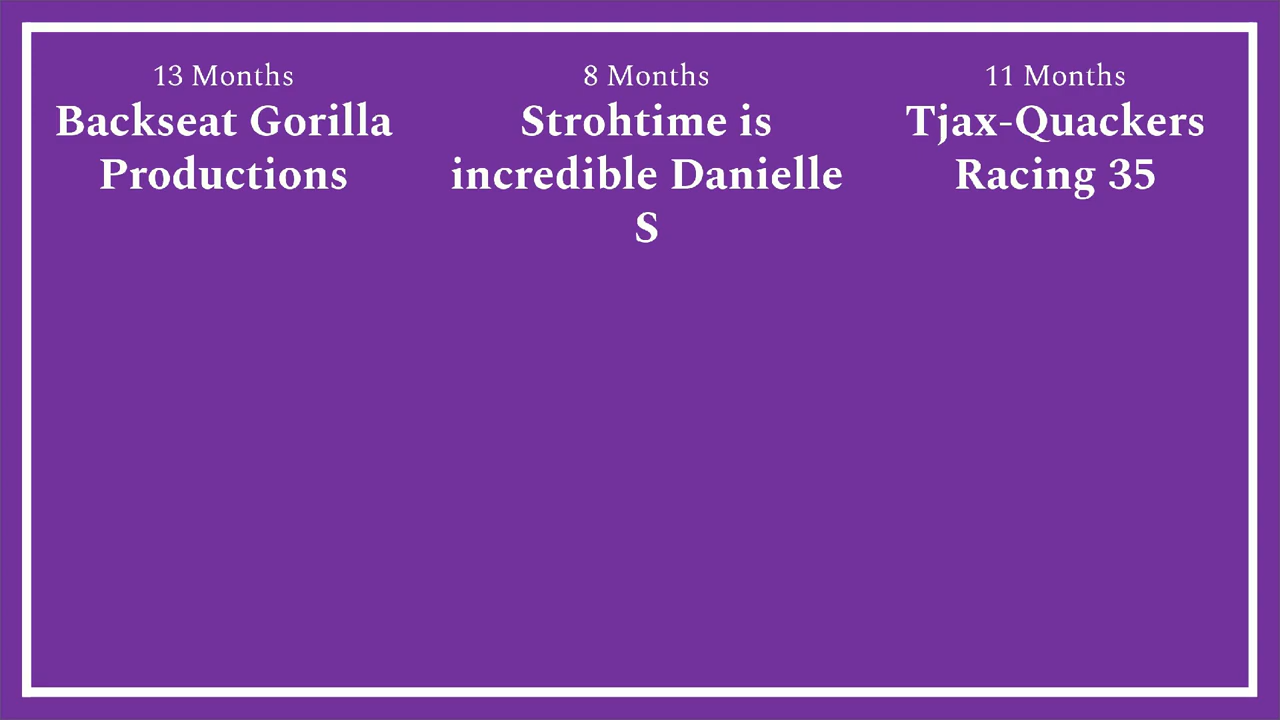 13 Months
Backseat Gorilla
Productions
8 Months
Strohtime is
incredible Danielle
S
11 Months
Tjax-Quackers
Racing 35